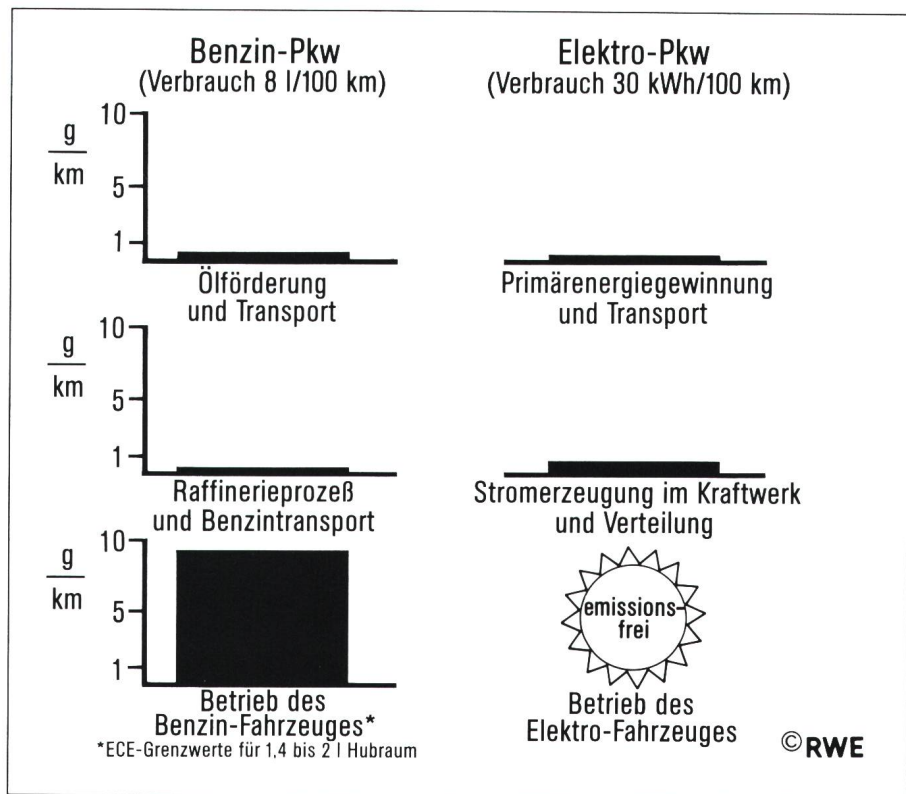 Benzin-Pkw
(Verbrauch 8 l/100 km)
Elektro-Pkw
(Verbrauch 30 kWh/100 km)
g
km
10
5
1
Ölförderung
und Transport
Primärenergiegewinnung
und Transport
g
km
10
5
1
Raffinerieprozeß
und Benzintransport
Stromerzeugung im Kraftwerk
und Verteilung
g
km
10
5
1
Betrieb des
Benzin-Fahrzeuges*
*ECE-Grenzwerte für 1,4 bis 2 l Hubraum
emissions-
frei
Betrieb des
Elektro-Fahrzeuges
©RWE